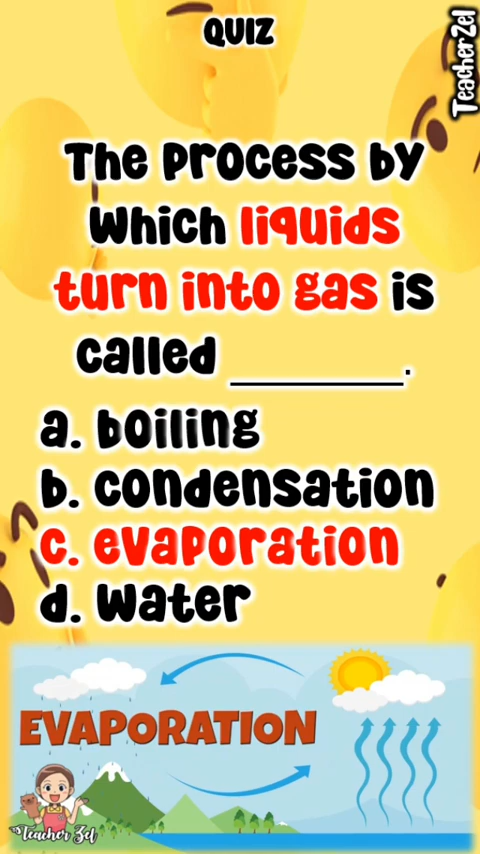 QUIZ
TeacherZel
The Process by
Which liquids
turn into gas is
called ________.
a. boiling
b. condensation
c. evaporation
d. Water
EVAPORATION
Teacher Zel